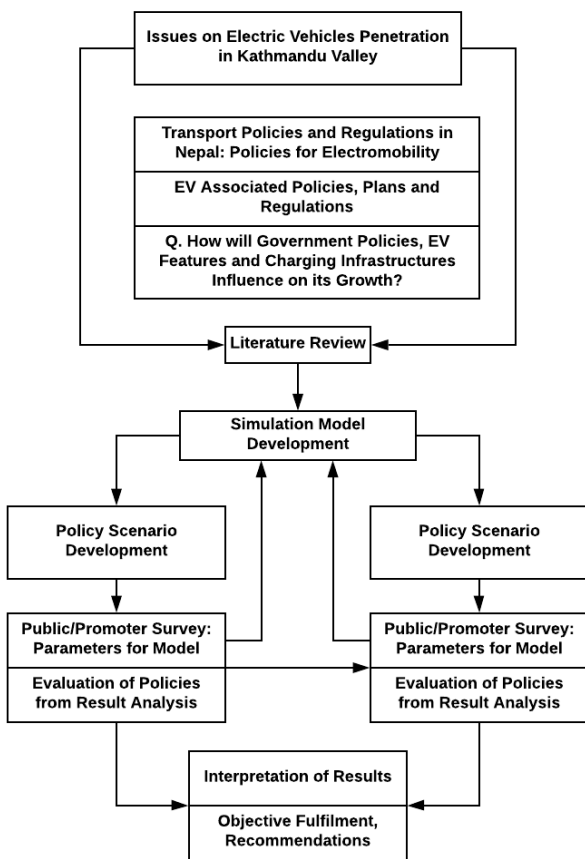 Issues on Electric Vehicles Penetration
in Kathmandu Valley
Transport Policies and Regulations in
Nepal: Policies for Electromobility
EV Associated Policies, Plans and
Regulations
Q. How will Government Policies, EV
Features and Charging Infrastructures
Influence on its Growth?
Literature Review
Simulation Model
Development
Policy Scenario
Development
Policy Scenario
Development
Public/Promoter Survey:
Parameters for Model
Evaluation of Policies
from Result Analysis
Public/Promoter Survey:
Parameters for Model
Evaluation of Policies
from Result Analysis
Interpretation of Results
Objective Fulfilment,
Recommendations